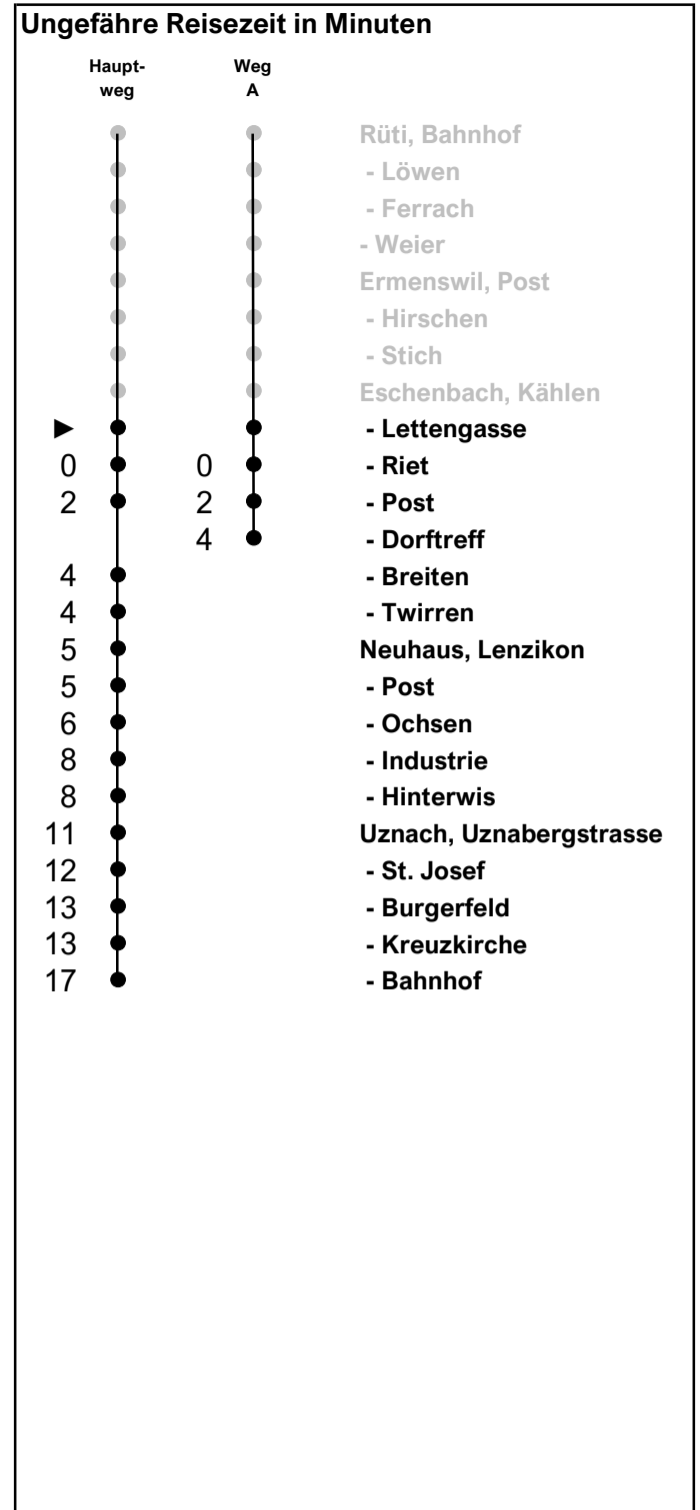 Ungefähre Reisezeit in Minuten
Haupt- Weg
weg A
Rüti, Bahnhof
- Löwen
- Ferrach
- Weier
Ermenswil, Post
- Hirschen
- Stich
Eschenbach, Kählen
► - Lettengasse
0 0 - Riet
2 2 - Post
4 - Dorftreff
4 - Breiten
4 - Twirren
5 Neuhaus, Lenzikon
5 - Post
6 - Ochsen
8 - Industrie
8 - Hinterwis
11 Uznach, Uznabergstrasse
12 - St. Josef
13 - Burgerfeld
13 - Kreuzkirche
17 - Bahnhof